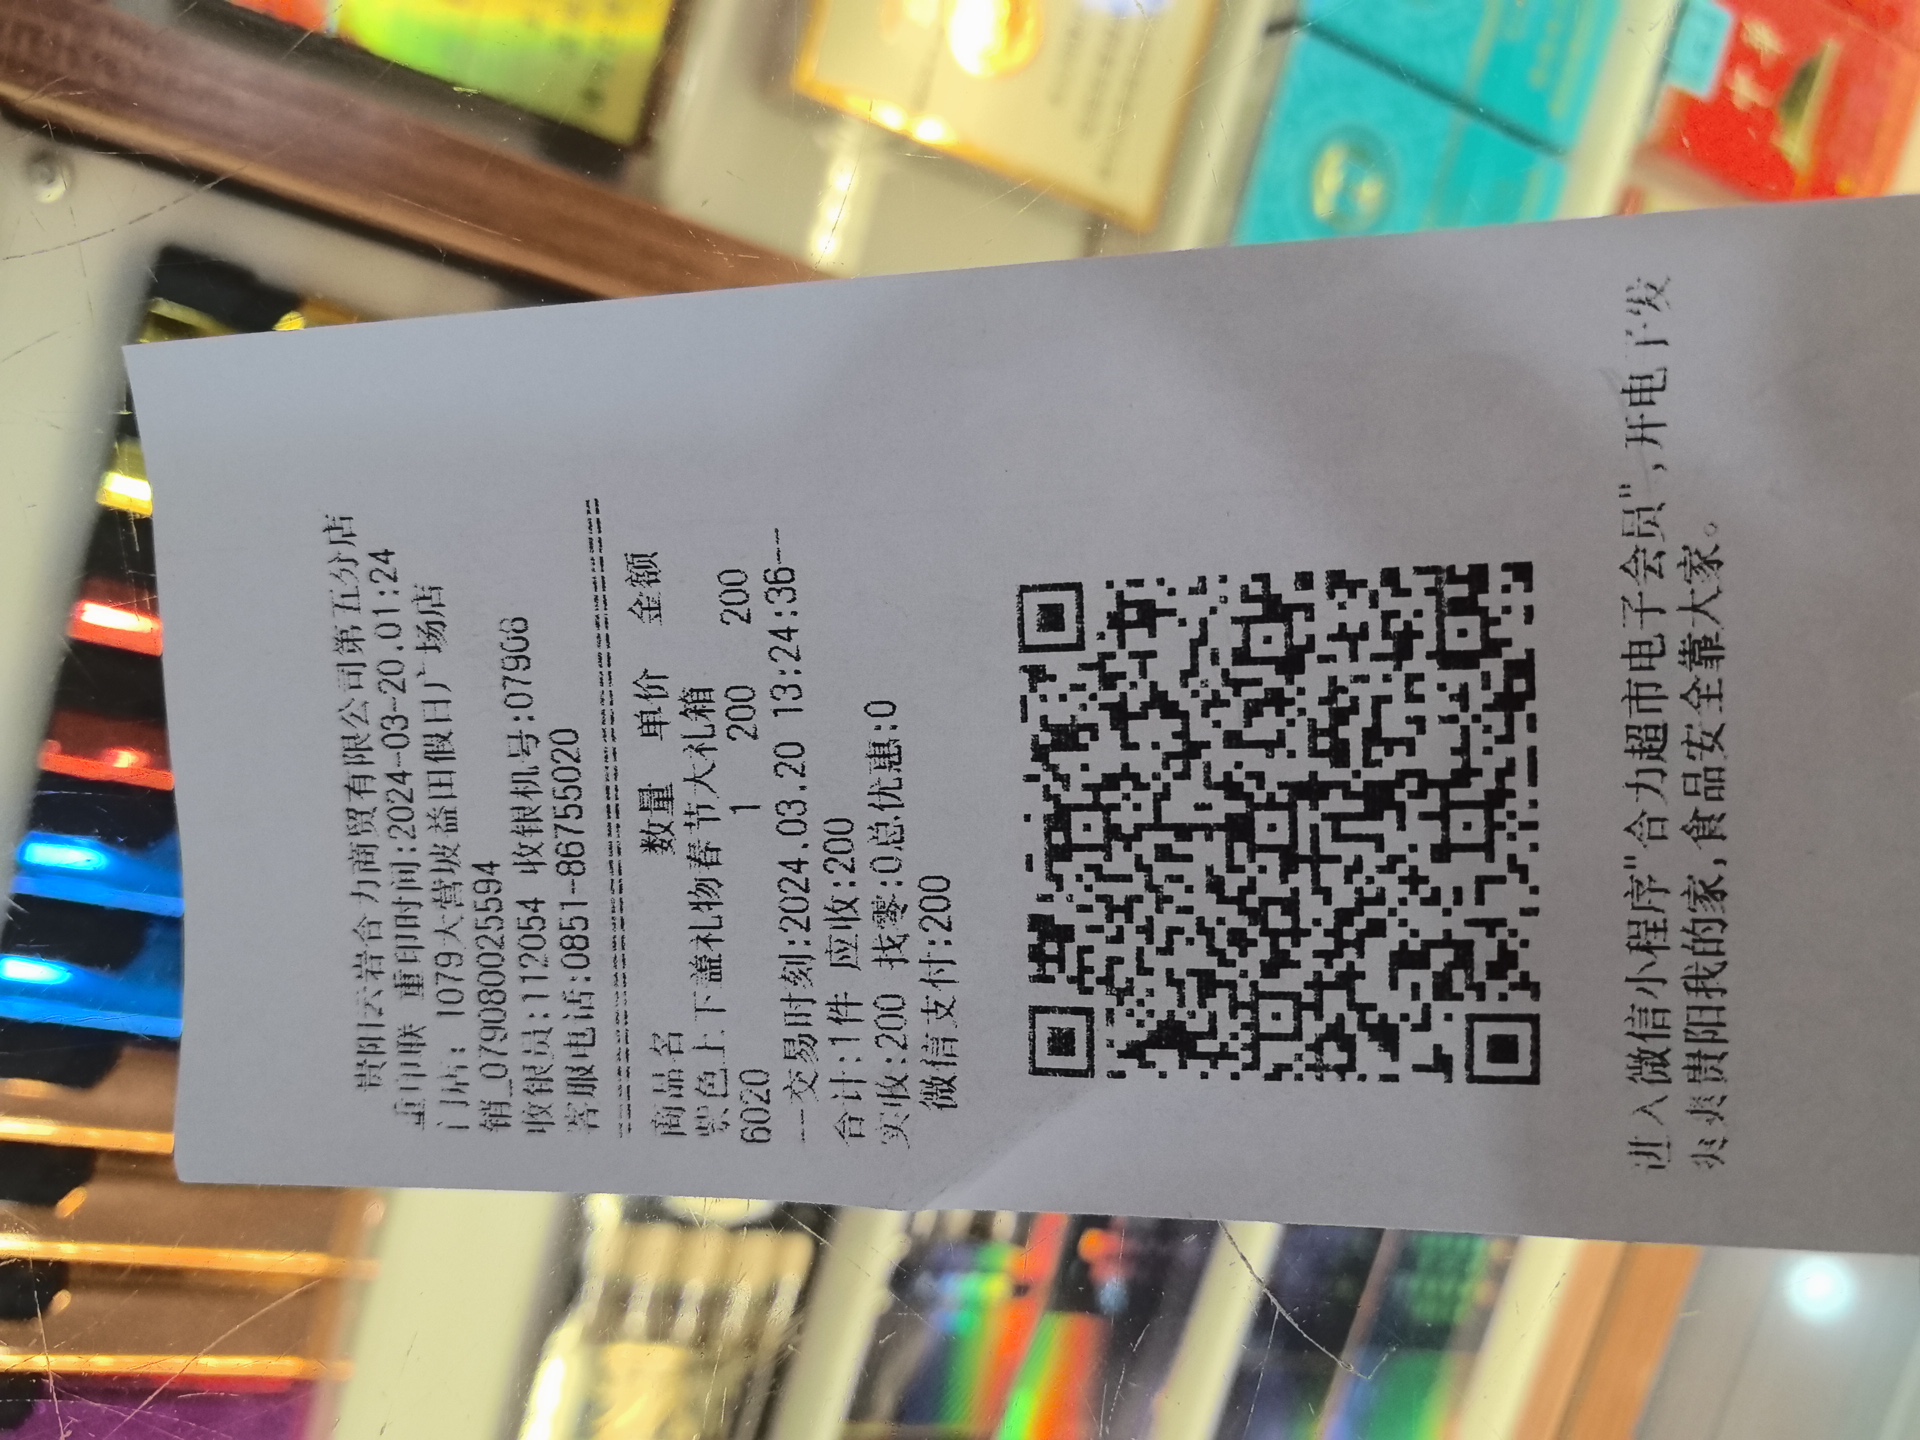 贵阳云岩合力商贸有限公司第五分店
重印联 重印时间:2024-03-20.01:24
门店: 1079大营坡益田假日广场店
销_0790800025594
收银员:112054 收银机号:07908
客服电话:0851-86755020
商品名 数量 单价 金额
紫色上下盖礼物春节大礼箱
6020 1 200 200
---交易时刻:2024.03.20 13:24:36---
合计:1件 应收:200
实收:200 找零:0总优惠:0
微信支付:200
进入微信小程序"合力超市电子会员",开电子发
爽爽贵阳我的家,食品安全靠大家。